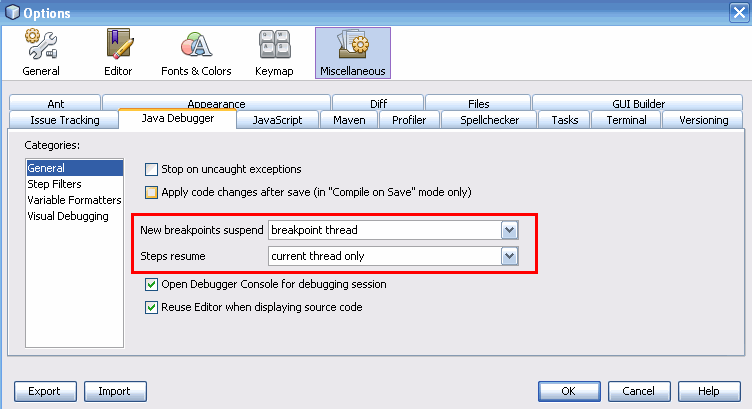 Options
General Editor Fonts & Colors Keymap Miscellaneous
Ant Appearance Diff Files GUI Builder
Issue Tracking Java Debugger JavaScript Maven Profiler Spellchecker Tasks Terminal Versioning
Categories:
General
Step Filters
Variable Formatters
Visual Debugging
Stop on uncaught exceptions
Apply code changes after save (in "Compile on Save" mode only)
New breakpoints suspend breakpoint thread
Steps resume current thread only
Open Debugger Console for debugging session
Reuse Editor when displaying source code
Export Import OK Cancel Help